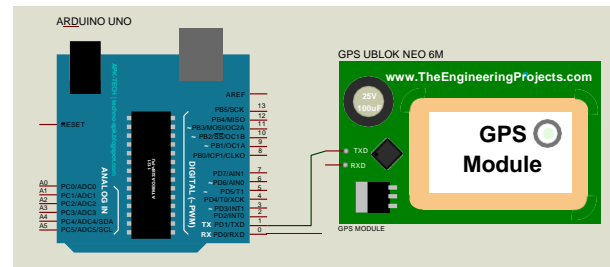 ARDUINO UNO
GPS UBLOK NEO 6M
www.TheEngineeringProjects.com
25V
100uF
GPS
Module
TXD
RXD
GPS MODULE
RESET
AREF
PB5/SCK 13
PB4/MISO 12
~PB3/MOSI/OC2A 11
~ PB2/SS/OC1B 10
~ PB1/OC1A 9
PB0/ICP1/CLKO 8
PD7/AIN1 7
~ PD6/AIN0 6
~ PD5/T1 5
PD4/T0/XCK 4
~ PD3/INT1 3
PD2/INT0 2
TX PD1/TXD 1
RX PD0/RXD 0
DIGITAL (~PWM)
ANALOG IN
A0 PC0/ADC0
A1 PC1/ADC1
A2 PC2/ADC2
A3 PC3/ADC3
A4 PC4/ADC4/SDA
A5 PC5/ADC5/SCL